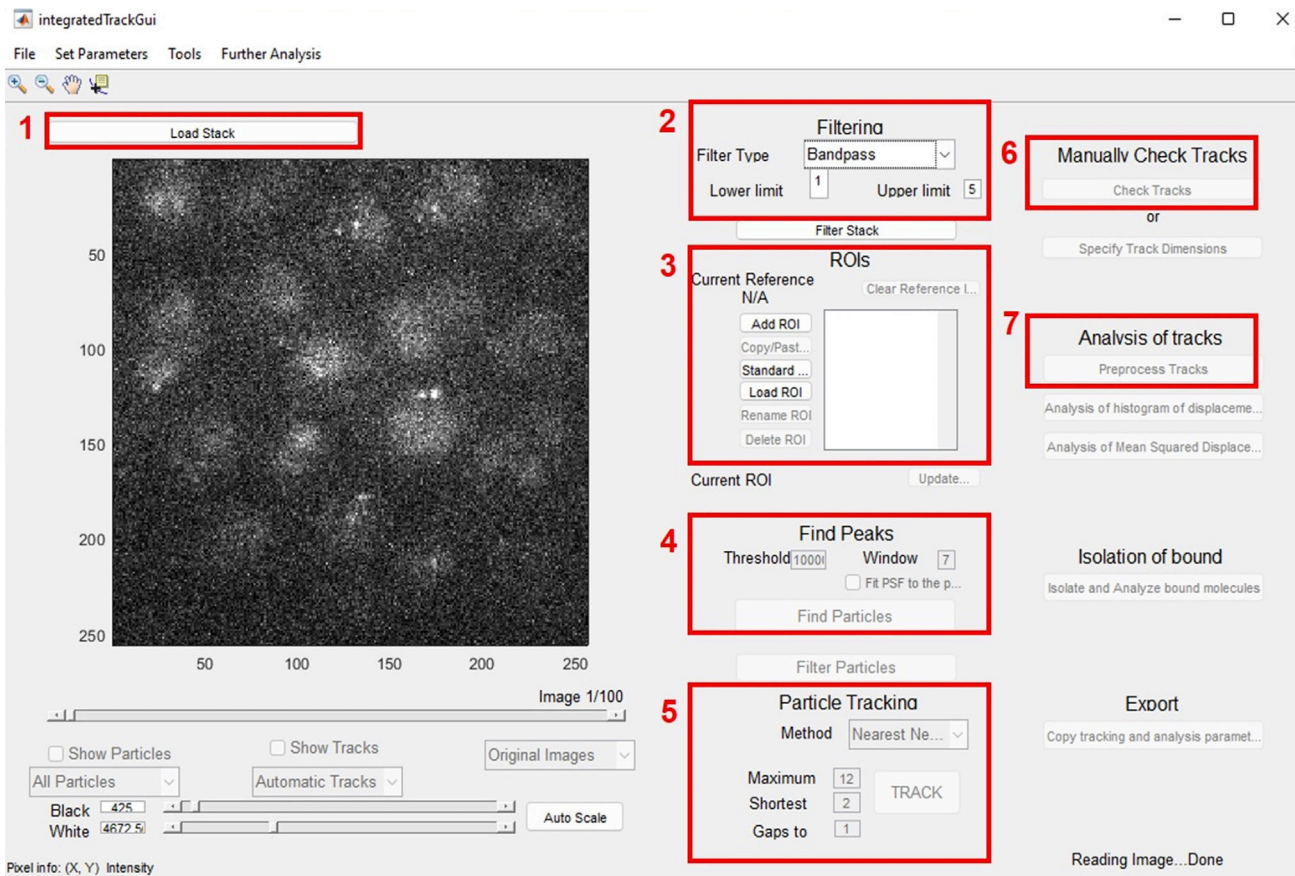 integratedTrackGui
File Set Parameters Tools Further Analysis
1
Load Stack
50
100
150
200
250
50 100 150 200 250
Image 1/100
Show Particles Show Tracks Original Images
All Particles Automatic Tracks
Black 425
White 4672.5
Auto Scale
Pixel info: (X, Y) Intensity
2
Filtering
Filter Type Bandpass
Lower limit 1 Upper limit 5
Filter Stack
3
ROIs
Current Reference
N/A
Clear Reference I...
Add ROI
Copy/Past...
Standard ...
Load ROI
Rename ROI
Delete ROI
Current ROI Update...
4
Find Peaks
Threshold 1000 Window 7
Fit PSF to the p...
Find Particles
Filter Particles
5
Particle Tracking
Method Nearest Ne...
Maximum 12
Shortest 2
Gaps to 1
TRACK
6
Manually Check Tracks
Check Tracks
or
Specify Track Dimensions
7
Analysis of tracks
Preprocess Tracks
Analysis of histogram of displaceme...
Analysis of Mean Squared Displace...
Isolation of bound
Isolate and Analyze bound molecules
Export
Copy tracking and analysis paramet...
Reading Image...Done